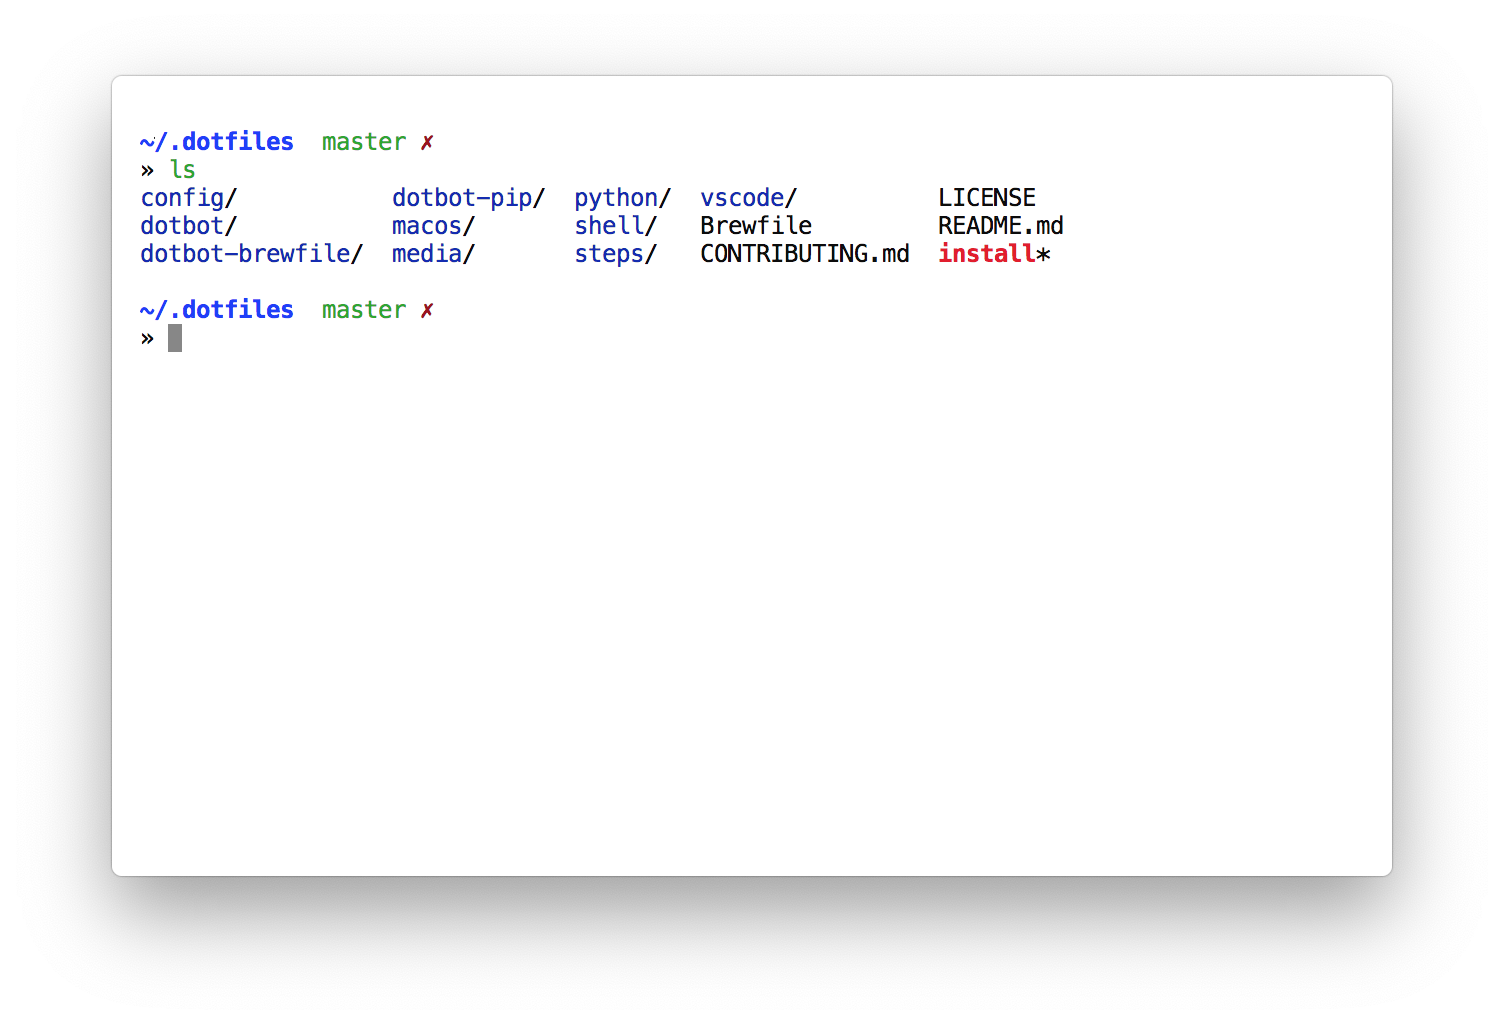 ~/.dotfiles  master ✗
» ls
config/           dotbot-pip/  python/  vscode/          LICENSE
dotbot/           macos/       shell/   Brewfile         README.md
dotbot-brewfile/  media/       steps/   CONTRIBUTING.md  install*
~/.dotfiles  master ✗
»